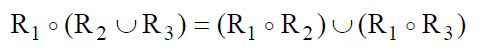 R₁ ∘ (R₂ ∪ R₃) = (R₁ ∘ R₂) ∪ (R₁ ∘ R₃)